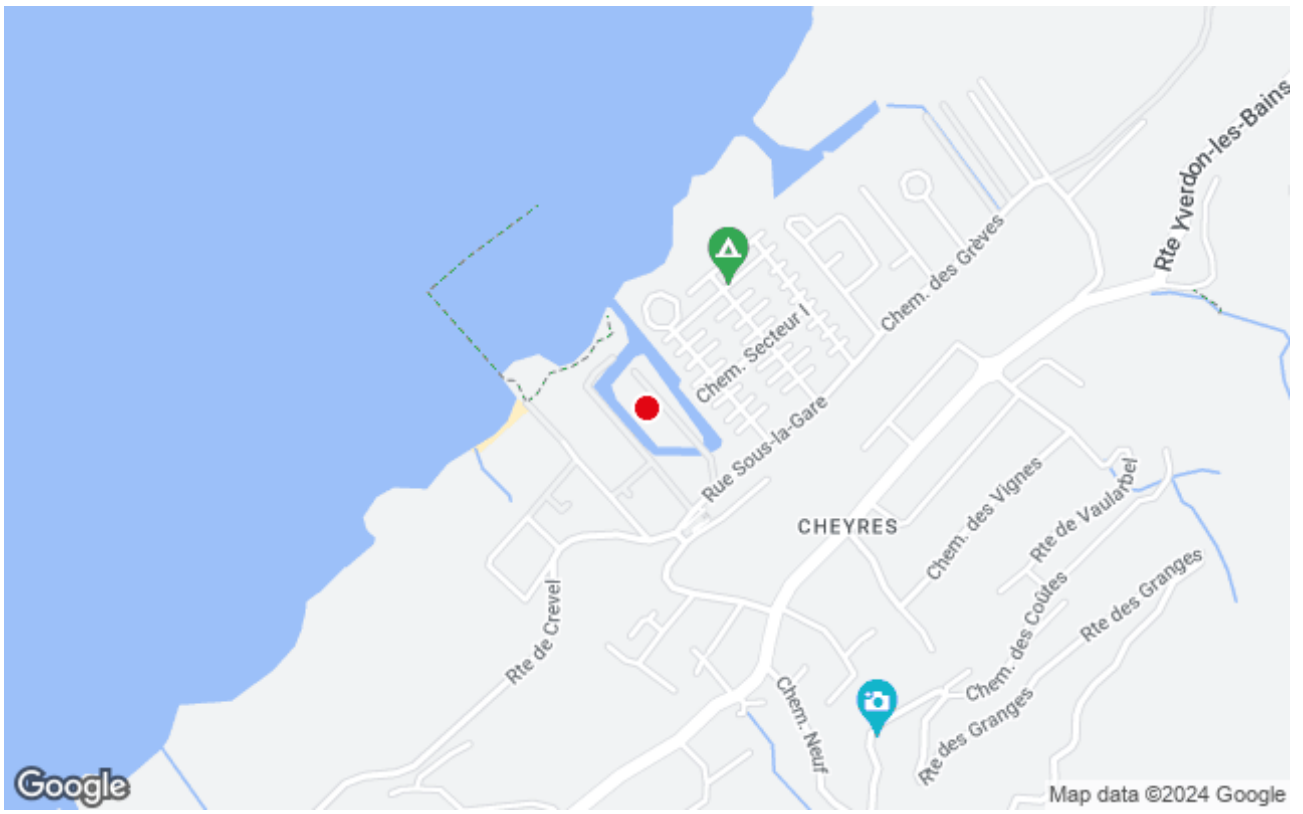 Rte Yverdon-les-Bains
Chem. des Grèves
Chem. Secteur I
Rue Sous-la-Gare
CHEYRES
Chem. des Vignes
Rte de Vaularbel
Rte de Crevel
Chem. des Coûtes
Rte des Granges
Chem. Neuf
Rte des Granges
Google
Map data ©2024 Google